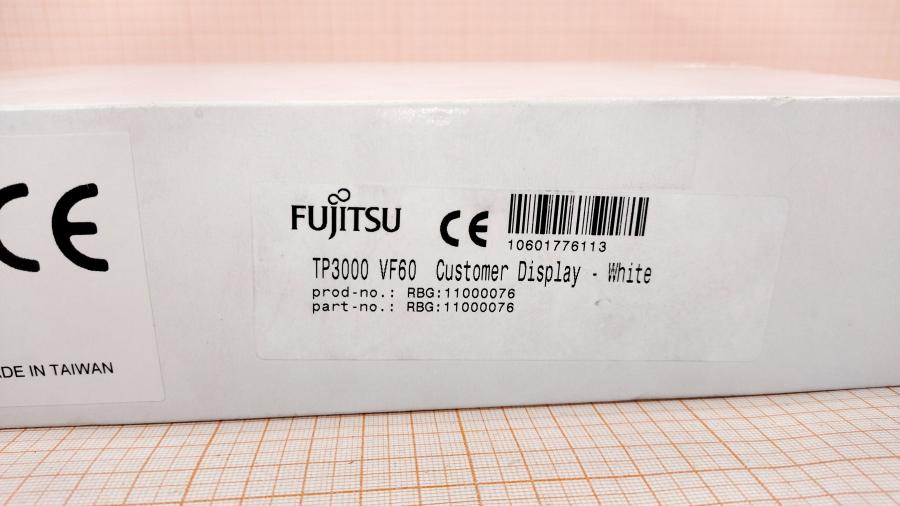 FUJITSU CE
10601776113
TP3000 VF60 Customer Display - White
prod-no.: RBG:11000076
part-no.: RBG:11000076
CE
IN TAIWAN